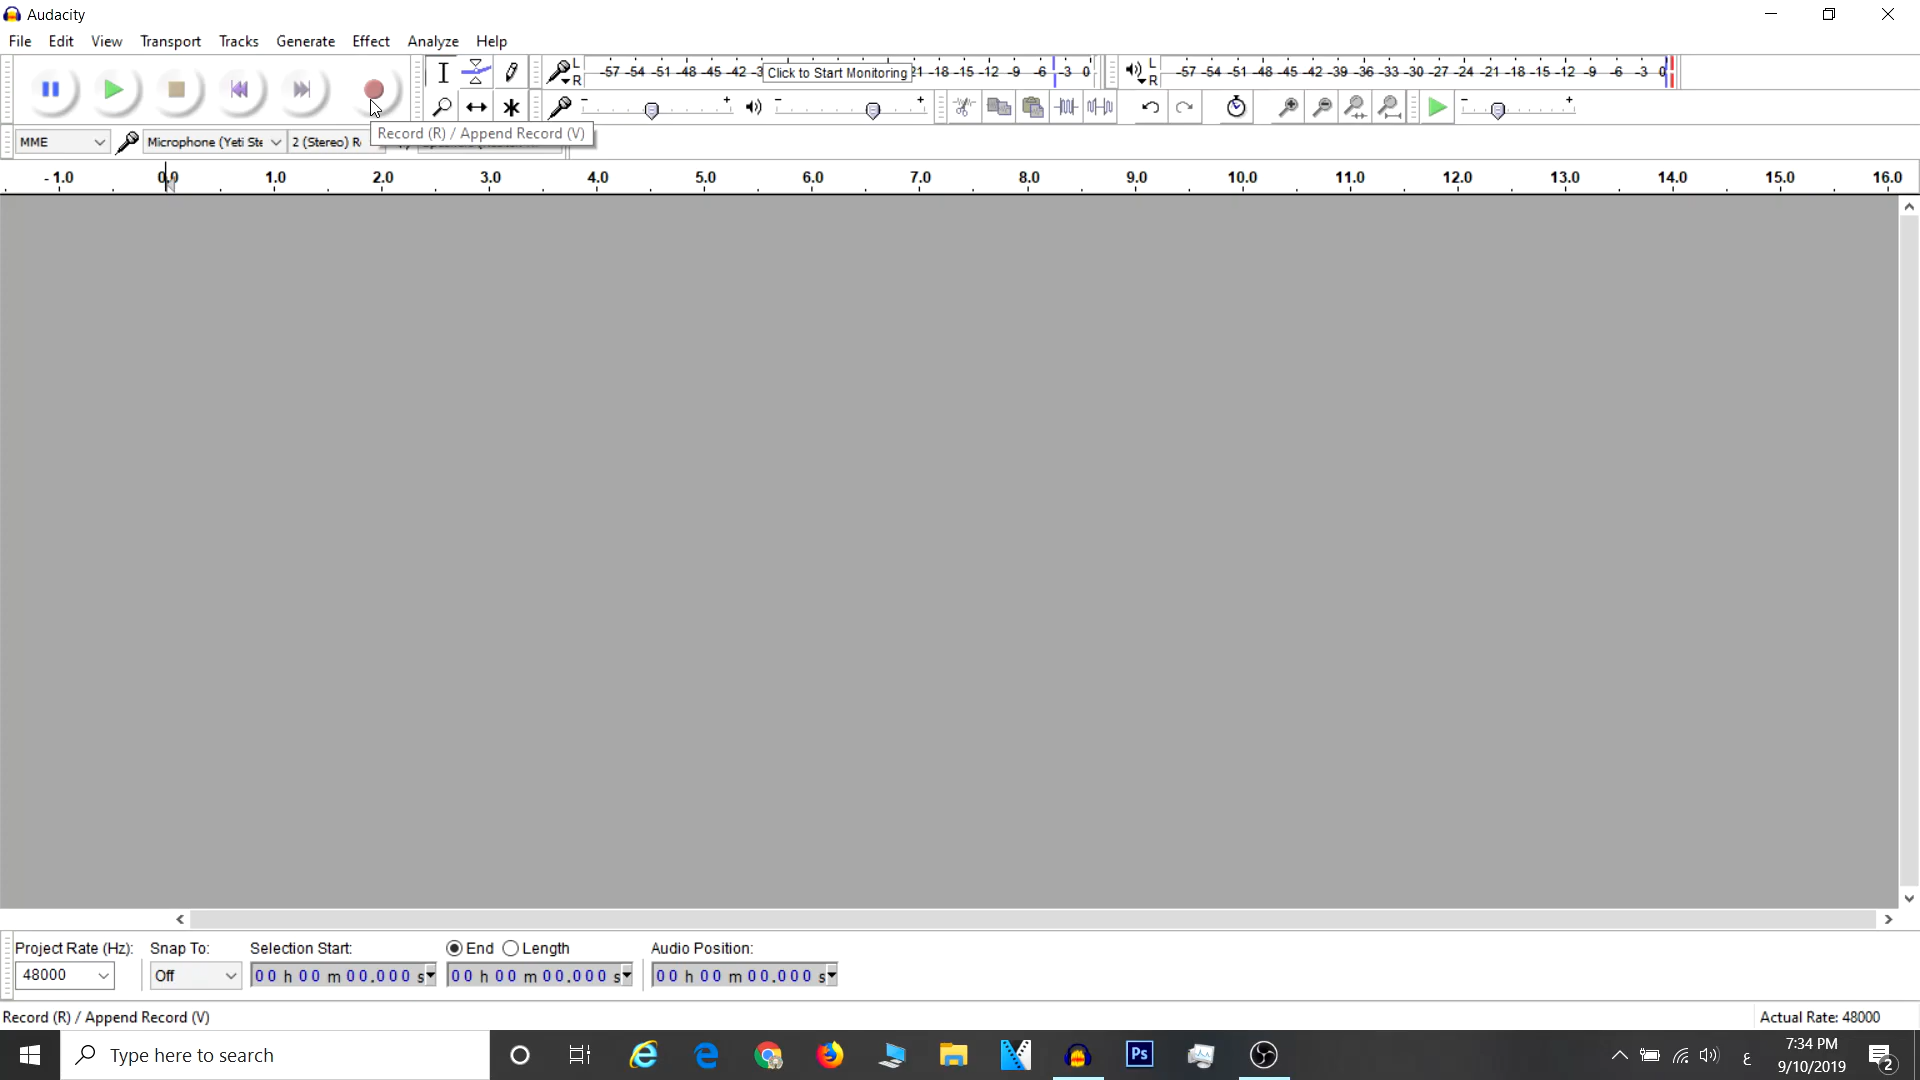 Audacity
File Edit View Transport Tracks Generate Effect Analyze Help
L R -57 -54 -51 -48 -45 -42 Click to Start Monitoring -18 -15 -12 -9 -6 -3 0 L R -57 -54 -51 -48 -45 -42 -39 -36 -33 -30 -27 -24 -21 -18 -15 -12 -9 -6 -3 0
- + - + - +
Record (R) / Append Record (V)
MME Microphone (Yeti Ste 2 (Stereo) R
-1.0 0.0 1.0 2.0 3.0 4.0 5.0 6.0 7.0 8.0 9.0 10.0 11.0 12.0 13.0 14.0 15.0 16.0
Project Rate (Hz): Snap To: Selection Start: End Length Audio Position:
48000 Off 00 h 00 m 00.000 s 00 h 00 m 00.000 s 00 h 00 m 00.000 s
Record (R) / Append Record (V) Actual Rate: 48000
Type here to search Ps ع 7:34 PM
9/10/2019 2